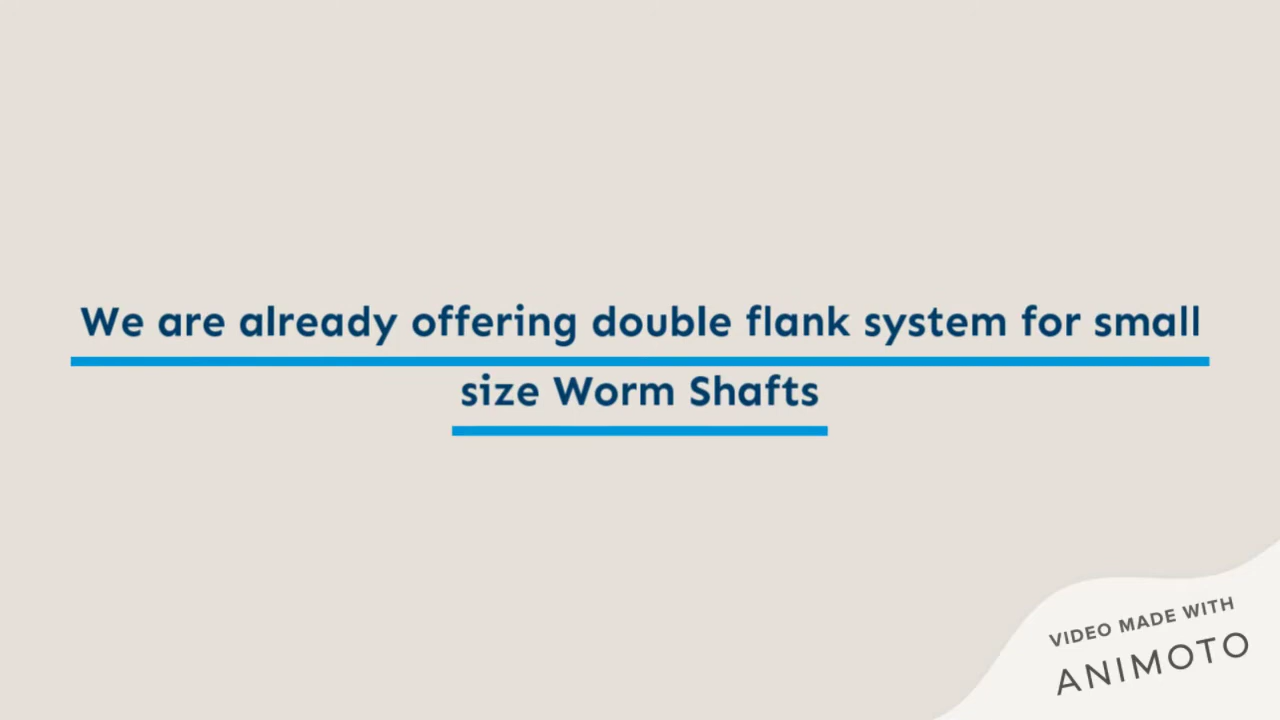 We are already offering double flank system for small
size Worm Shafts
VIDEO MADE WITH
ANIMOTO